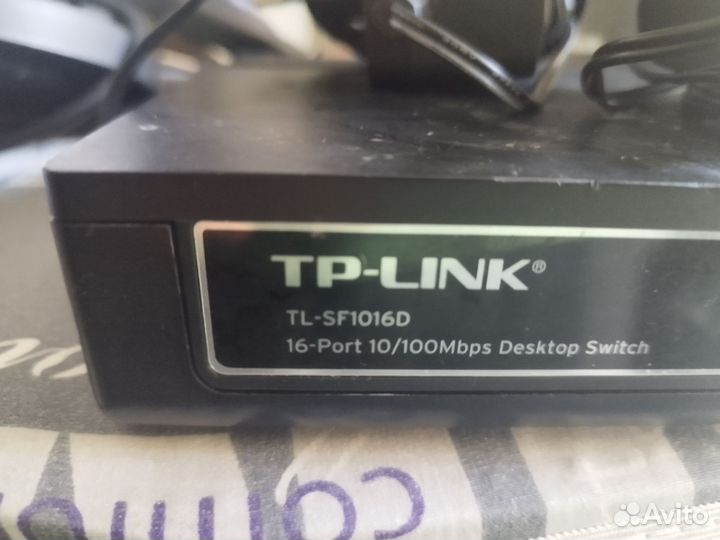 TP-LINK®
TL-SF1016D
16-Port 10/100Mbps Desktop Switch
Avito